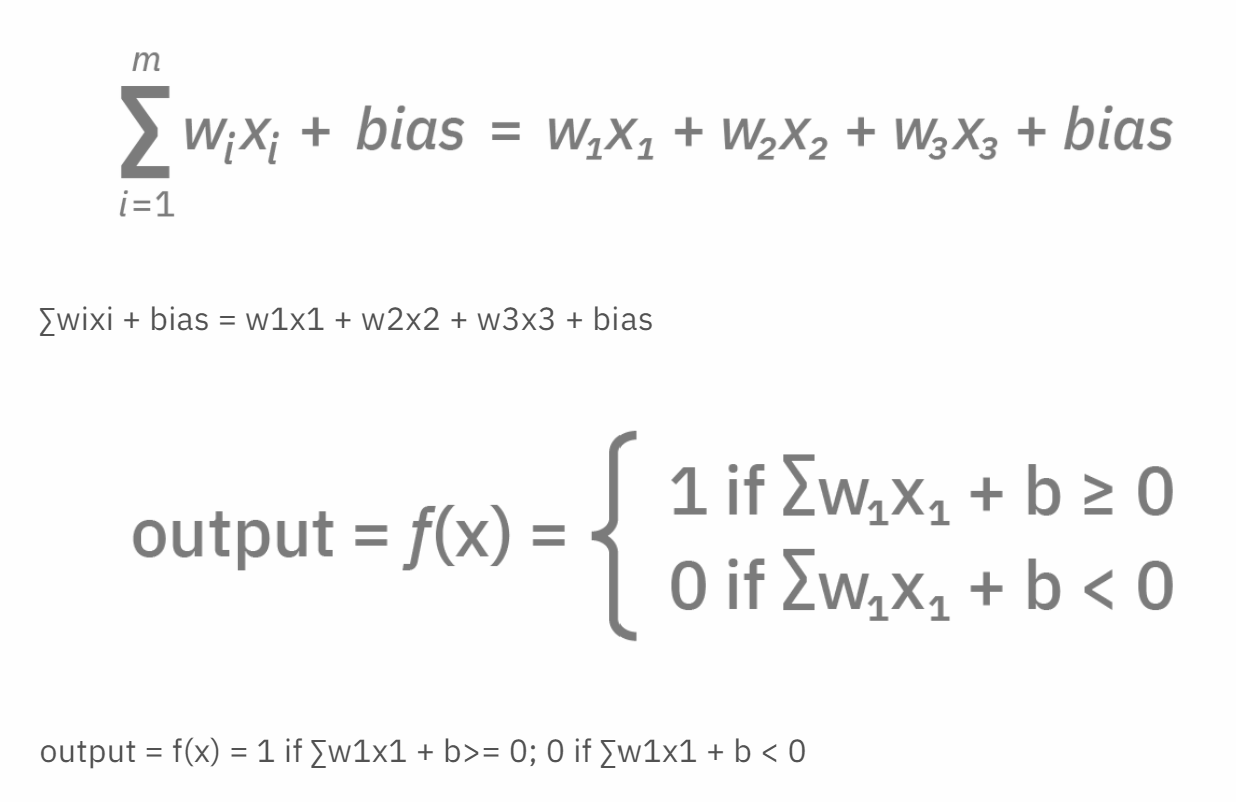 m
∑ wᵢxᵢ + bias = w₁x₁ + w₂x₂ + w₃x₃ + bias
i=1
∑wixi + bias = w1x1 + w2x2 + w3x3 + bias
output = f(x) = { 1 if ∑w₁x₁ + b ≥ 0
0 if ∑w₁x₁ + b < 0
output = f(x) = 1 if ∑w1x1 + b>= 0; 0 if ∑w1x1 + b < 0